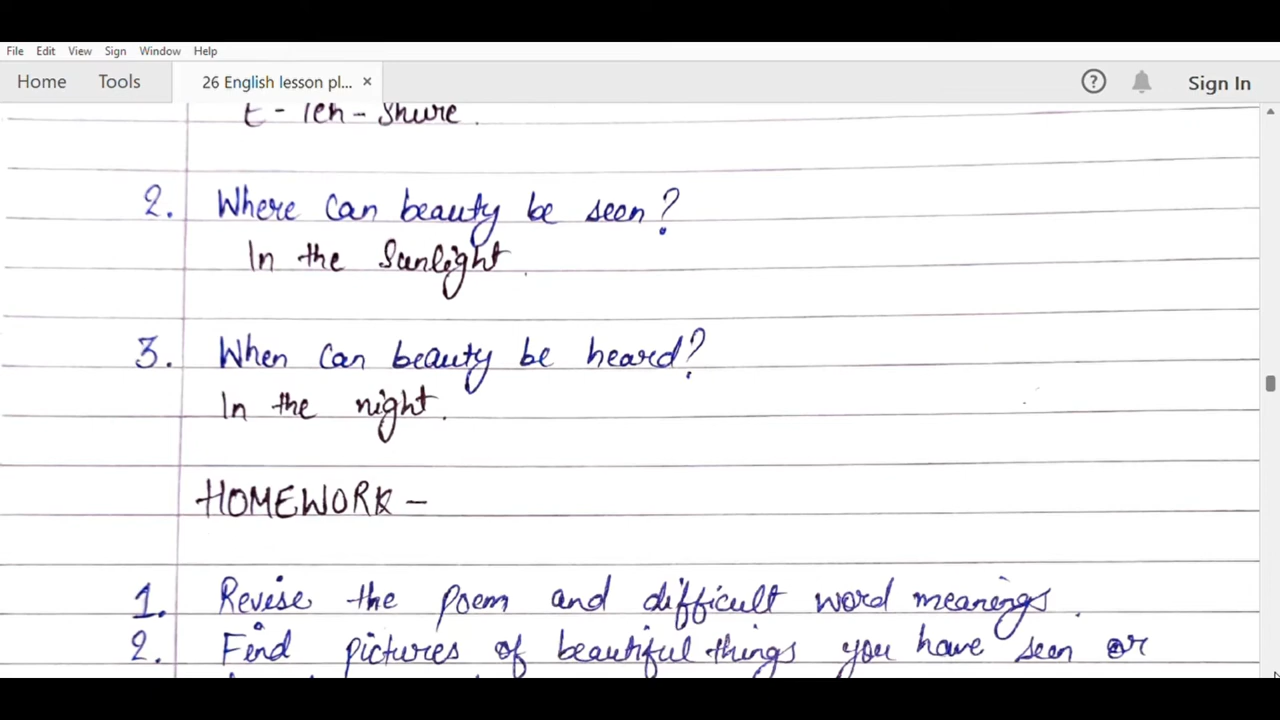 File Edit View Sign Window Help
Home Tools 26 English lesson pl... × ? Sign In
2. Where can beauty be seen?
In the Sunlight.
3. When can beauty be heard?
In the night.
HOMEWORK -
1. Revise the poem and difficult word meanings.
2. Find pictures of beautiful things you have seen or